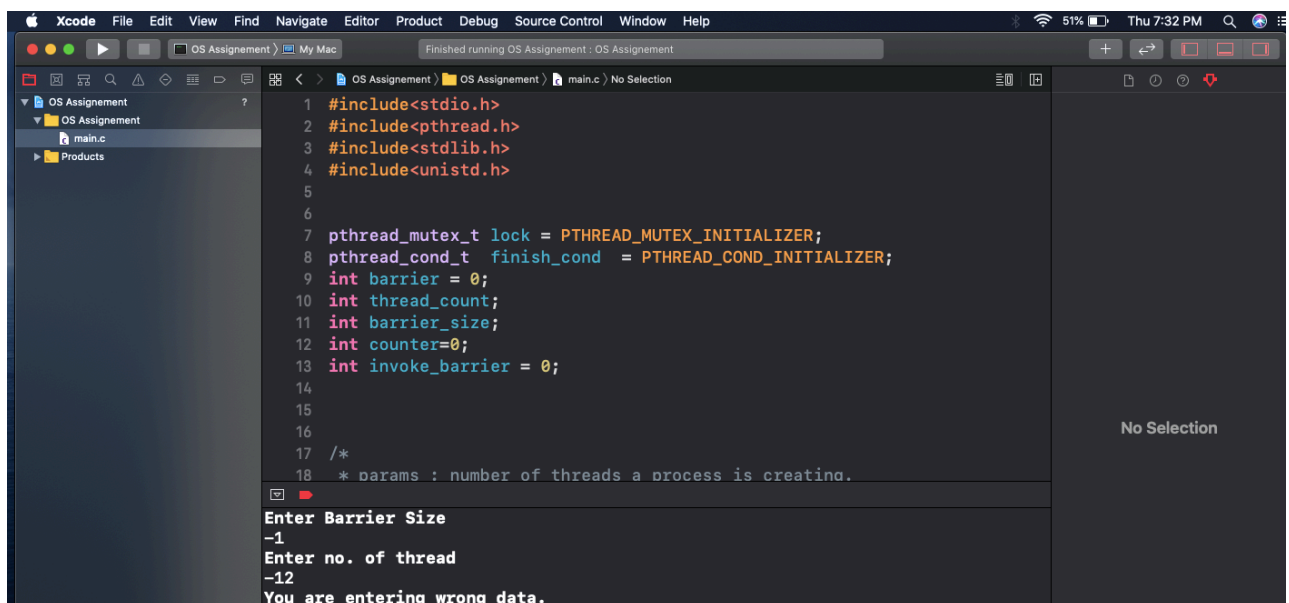 Xcode File Edit View Find Navigate Editor Product Debug Source Control Window Help 51% Thu 7:32 PM
OS Assignement 〉 My Mac Finished running OS Assignement : OS Assignement
OS Assignement 〉 OS Assignement 〉 main.c 〉 No Selection
OS Assignement ?
OS Assignement
main.c
Products
1 #include<stdio.h>
2 #include<pthread.h>
3 #include<stdlib.h>
4 #include<unistd.h>
5
6
7 pthread_mutex_t lock = PTHREAD_MUTEX_INITIALIZER;
8 pthread_cond_t  finish_cond  = PTHREAD_COND_INITIALIZER;
9 int barrier = 0;
10 int thread_count;
11 int barrier_size;
12 int counter=0;
13 int invoke_barrier = 0;
14
15
16
17 /*
18  * params : number of threads a process is creating.
No Selection
Enter Barrier Size
-1
Enter no. of thread
-12
You are entering wrong data.